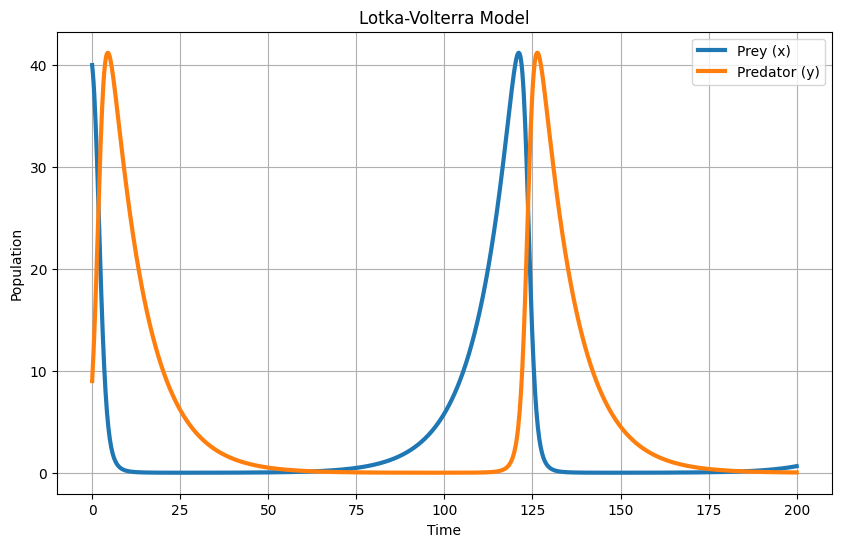 Lotka-Volterra Model
Prey (x)
Predator (y)
Population
40
30
20
10
0
0 25 50 75 100 125 150 175 200
Time